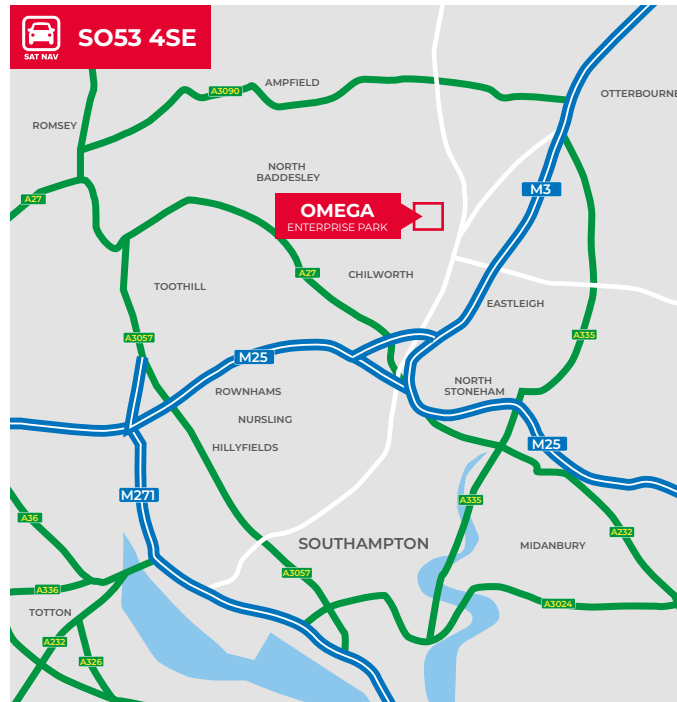 SAT NAV
SO53 4SE
AMPFIELD
A3090
OTTERBOURNE
ROMSEY
NORTH
BADDESLEY
M3
A27
OMEGA
ENTERPRISE PARK
A27
CHILWORTH
TOOTHILL
EASTLEIGH
A3057
A335
M25
NORTH
STONEHAM
ROWNHAMS
NURSLING
HILLYFIELDS
M25
M271
A335
A36
A232
SOUTHAMPTON
MIDANBURY
A3057
A336
A3024
TOTTON
A232
A326